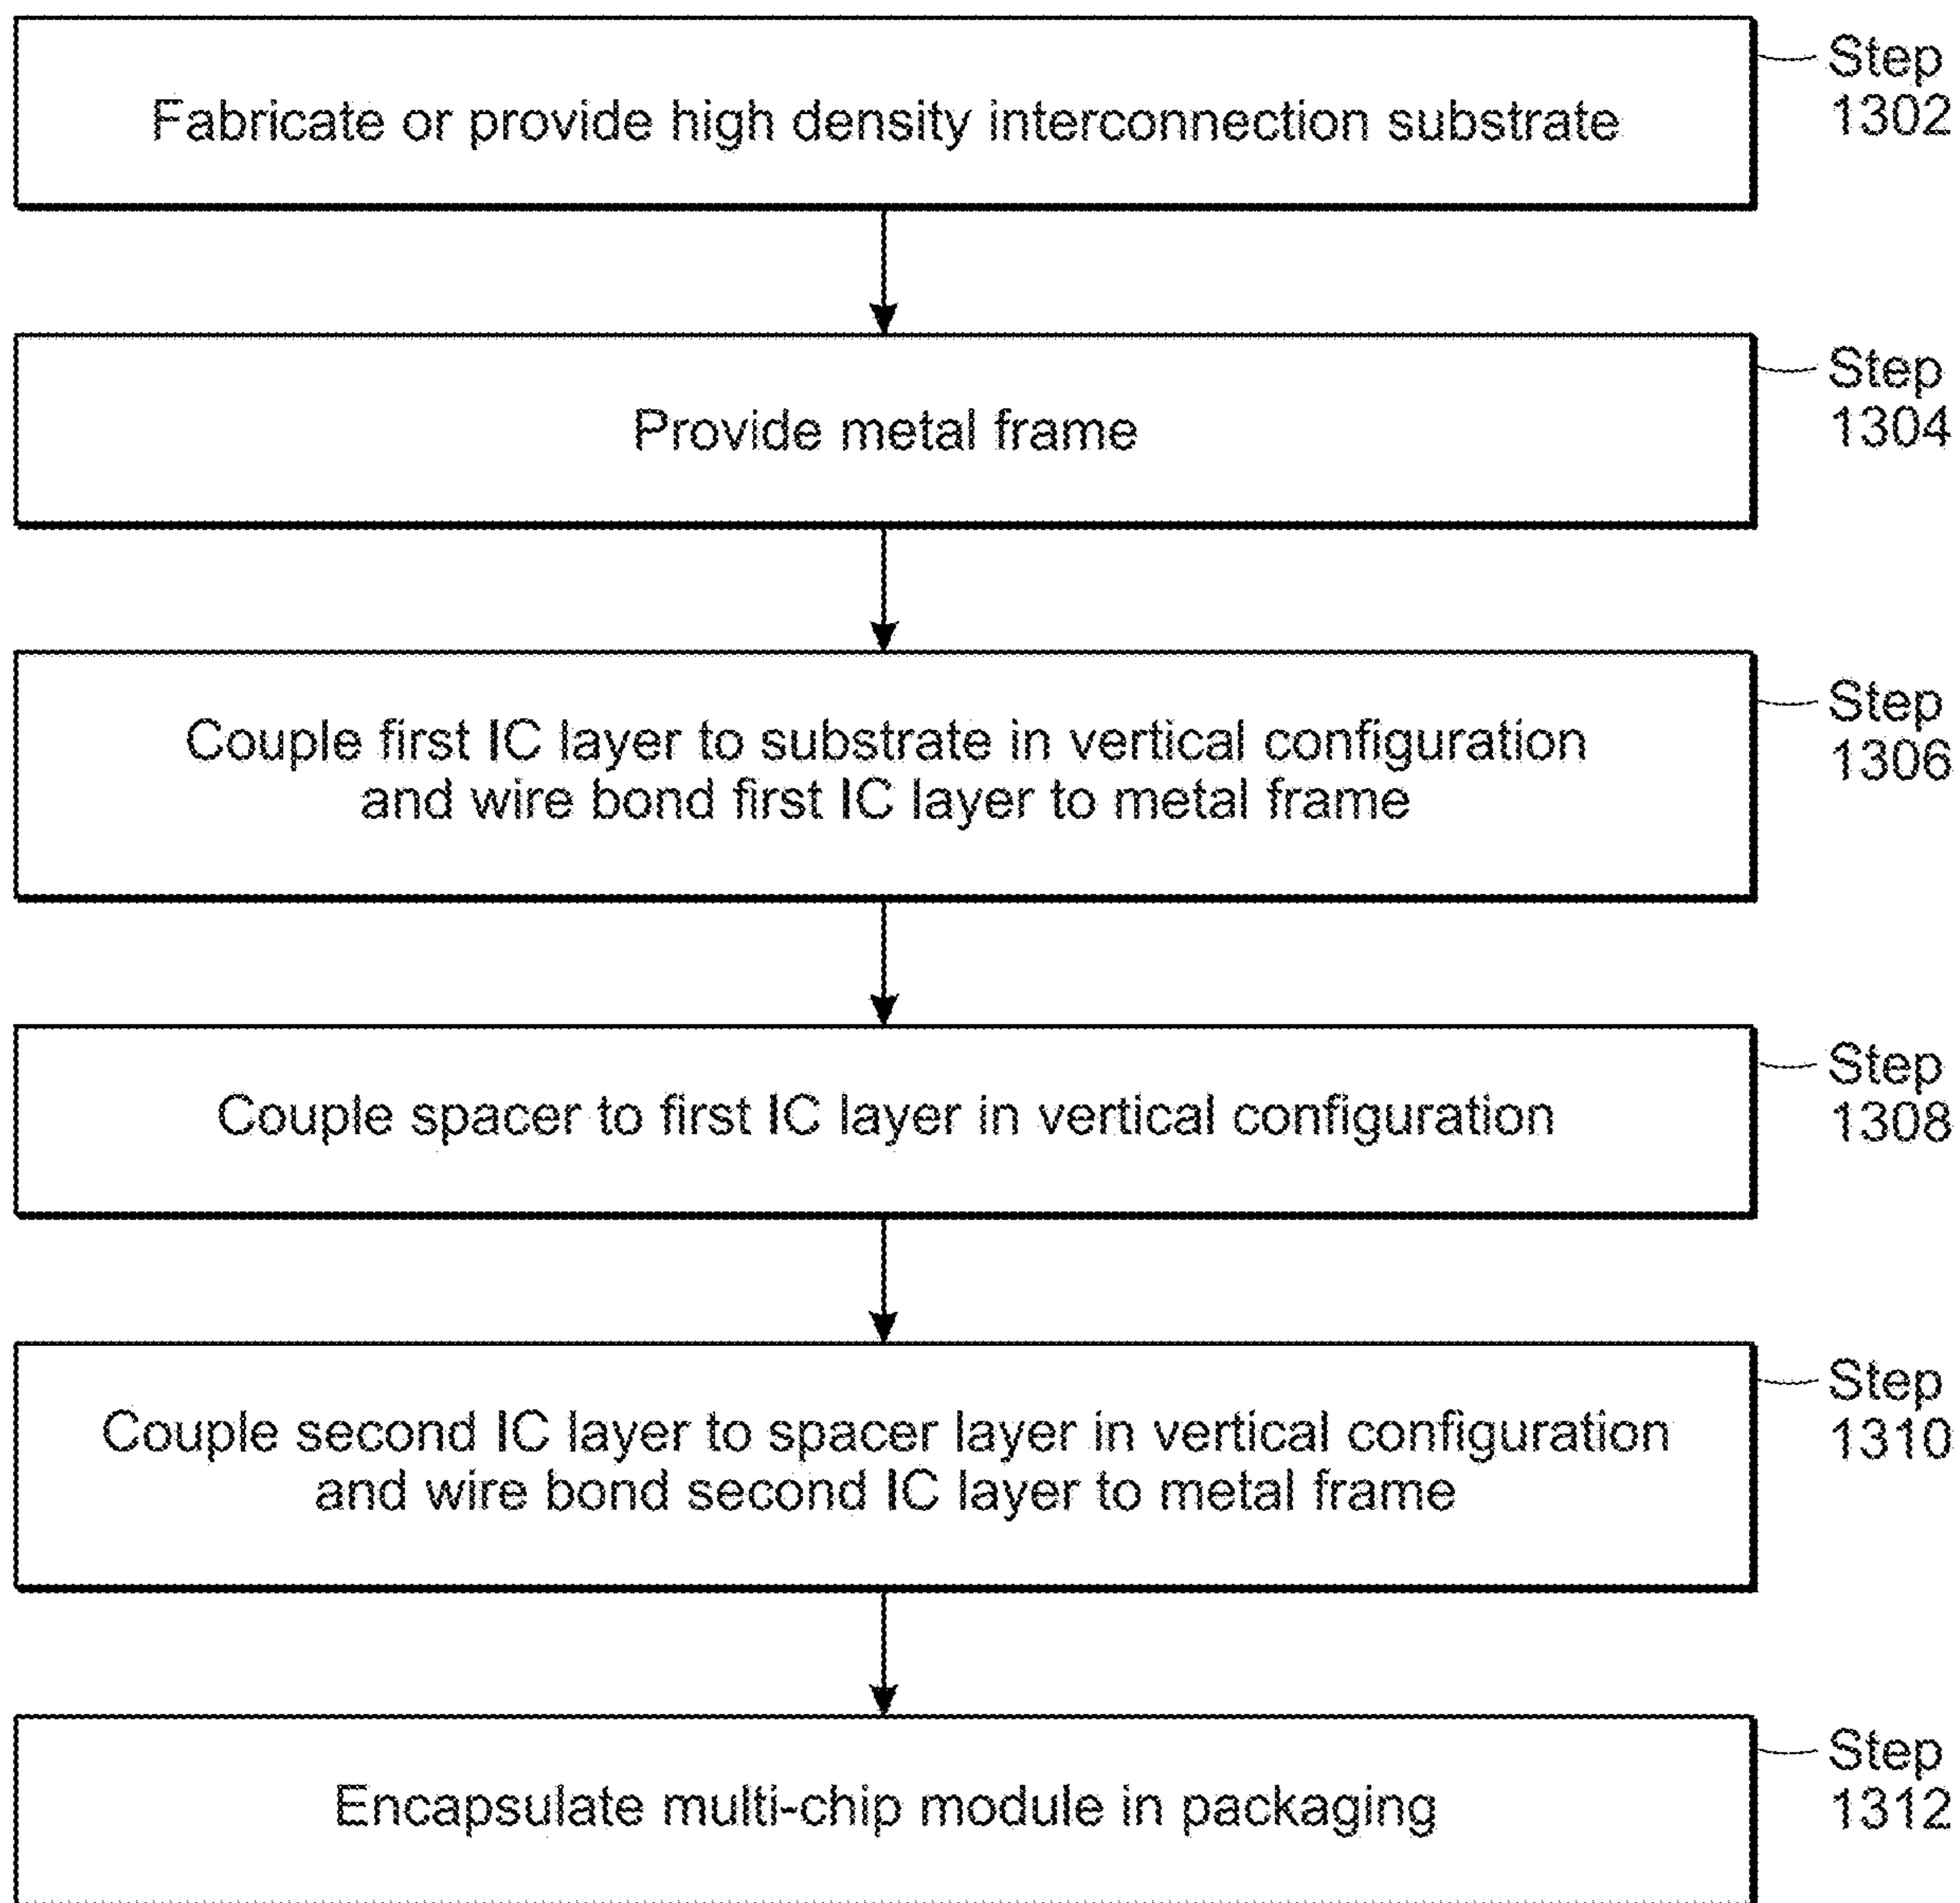 Fabricate or provide high density interconnection substrate
Step
1302
Provide metal frame
Step
1304
Couple first IC layer to substrate in vertical configuration
and wire bond first IC layer to metal frame
Step
1306
Couple spacer to first IC layer in vertical configuration
Step
1308
Couple second IC layer to spacer layer in vertical configuration
and wire bond second IC layer to metal frame
Step
1310
Encapsulate multi-chip module in packaging
Step
1312